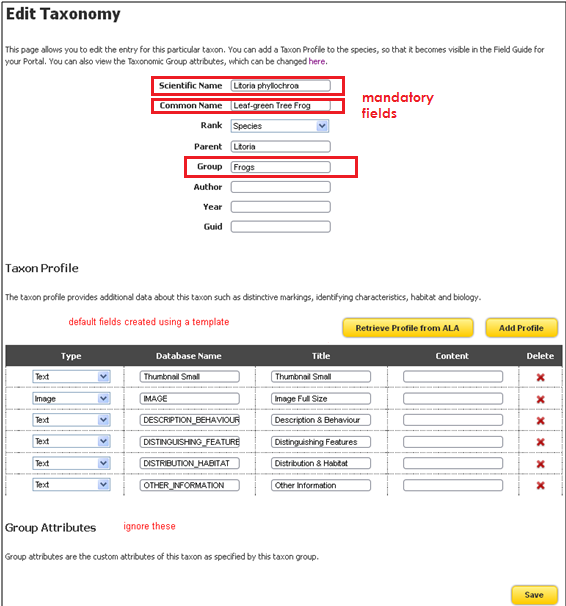 Edit Taxonomy
This page allows you to edit the entry for this particular taxon. You can add a Taxon Profile to the species, so that it becomes visible in the Field Guide for
your Portal. You can also view the Taxonomic Group attributes, which can be changed here.
Scientific Name Litoria phyllochroa
Common Name Leaf-green Tree Frog
mandatory
fields
Rank Species
Parent Litoria
Group Frogs
Author
Year
Guid
Taxon Profile
The taxon profile provides additional data about this taxon such as distinctive markings, identifying characteristics, habitat and biology.
default fields created using a template
Retrieve Profile from ALA Add Profile
Type Database Name Title Content Delete
Text Thumbnail Small Thumbnail Small
Image IMAGE Image Full Size
Text DESCRIPTION_BEHAVIOUR Description & Behaviour
Text DISTINGUISHING_FEATURE Distinguishing Features
Text DISTRIBUTION_HABITAT Distribution & Habitat
Text OTHER_INFORMATION Other Information
Group Attributes ignore these
Group attributes are the custom attributes of this taxon as specified by this taxon group.
Save